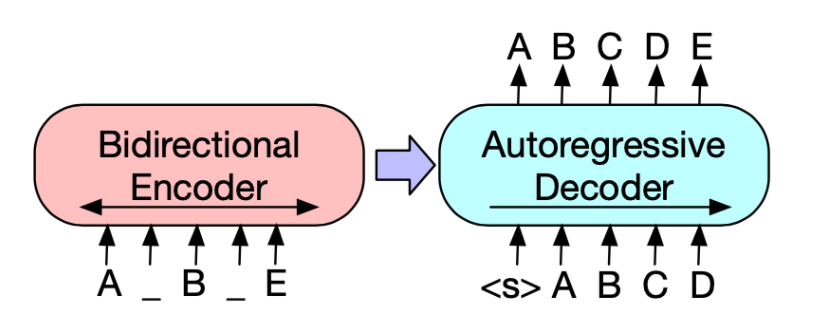 A B C D E
Bidirectional
Encoder
Autoregressive
Decoder
A _ B _ E
<s> A B C D